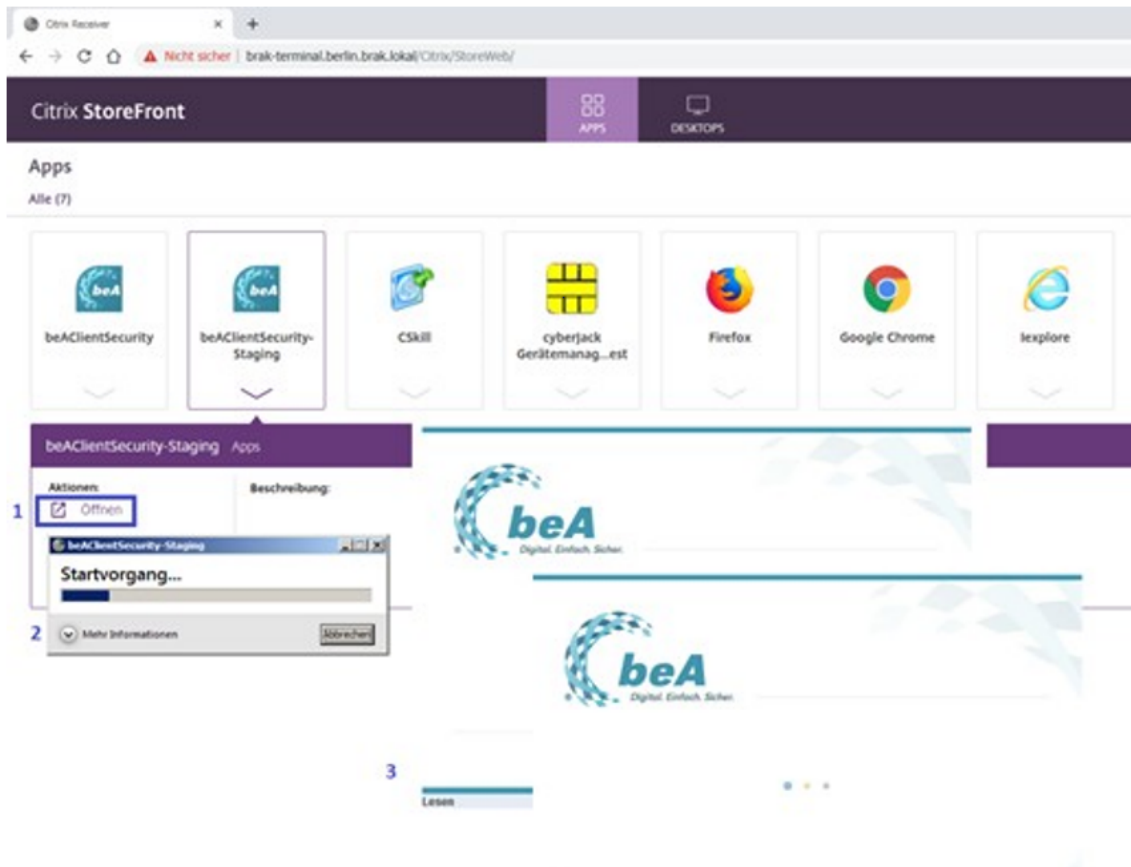 Citrix Receiver
Nicht sicher | brak-terminal.berlin.brak.lokal/Citrix/StoreWeb/
Citrix StoreFront
APPS
DESKTOPS
Apps
Alle (7)
beA
beAClientSecurity
beA
beAClientSecurity-
Staging
CSkill
cyberJack
Gerätemanag...est
Firefox
Google Chrome
Iexplore
beAClientSecurity-Staging Apps
Aktionen:
Beschreibung:
1
Öffnen
beAClientSecurity-Staging
Startvorgang...
2
Mehr Informationen
Abbrechen
beA
Digital. Einfach. Sicher.
beA
Digital. Einfach. Sicher.
3
Lesen